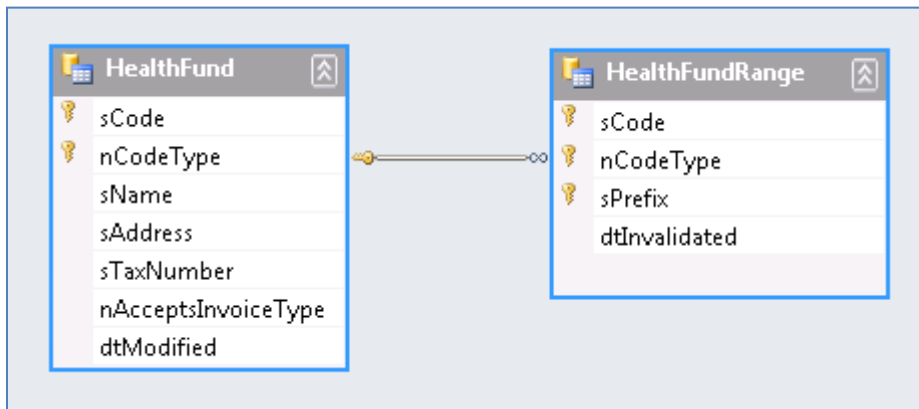 HealthFund
sCode
nCodeType
sName
sAddress
sTaxNumber
nAcceptsInvoiceType
dtModified
HealthFundRange
sCode
nCodeType
sPrefix
dtInvalidated